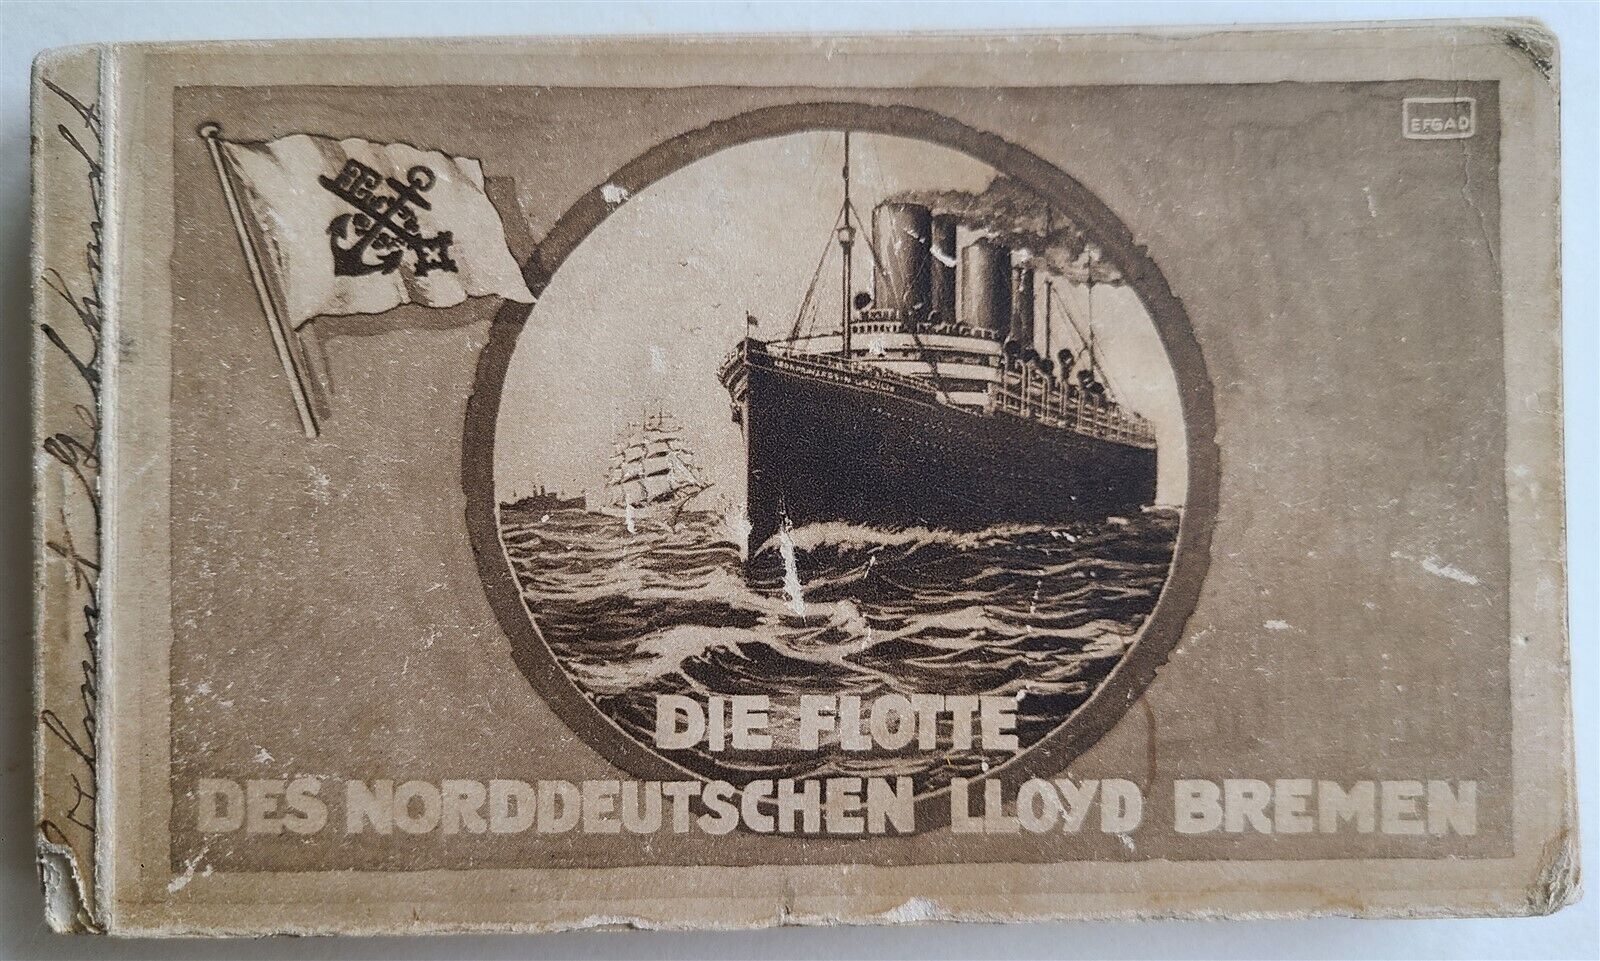 EFGAD
DIE FLOTTE
DES NORDDEUTSCHEN LLOYD BREMEN